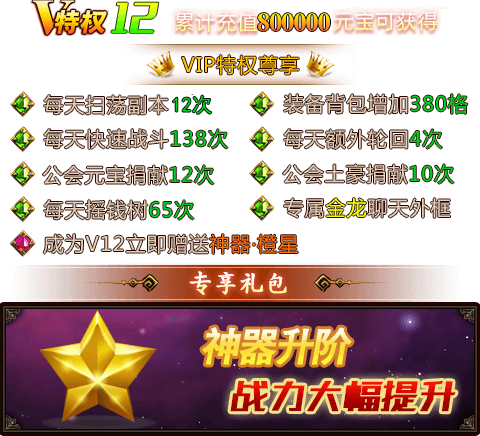 V特权12 累计充值800000元宝可获得
VIP特权尊享
每天扫荡副本12次 装备背包增加380格
每天快速战斗138次 每天额外轮回4次
公会元宝捐献12次 公会土豪捐献10次
每天摇钱树65次 专属金龙聊天外框
成为V12立即赠送神器·橙星
专享礼包
神器升阶
战力大幅提升